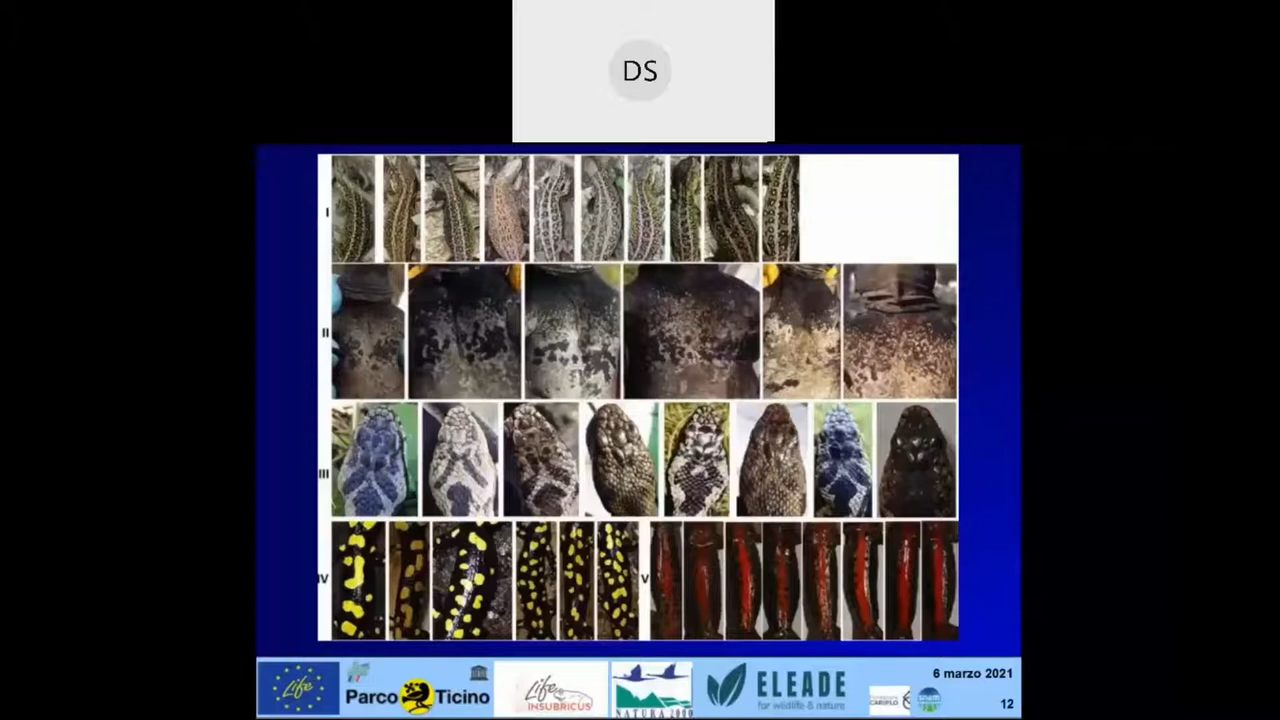 DS
I
II
III
IV
V
Life
Parco Ticino
Life
INSUBRICUS
NATURA 2000
ELEADE
for wildlife & nature
CARIPLO
6 marzo 2021
12